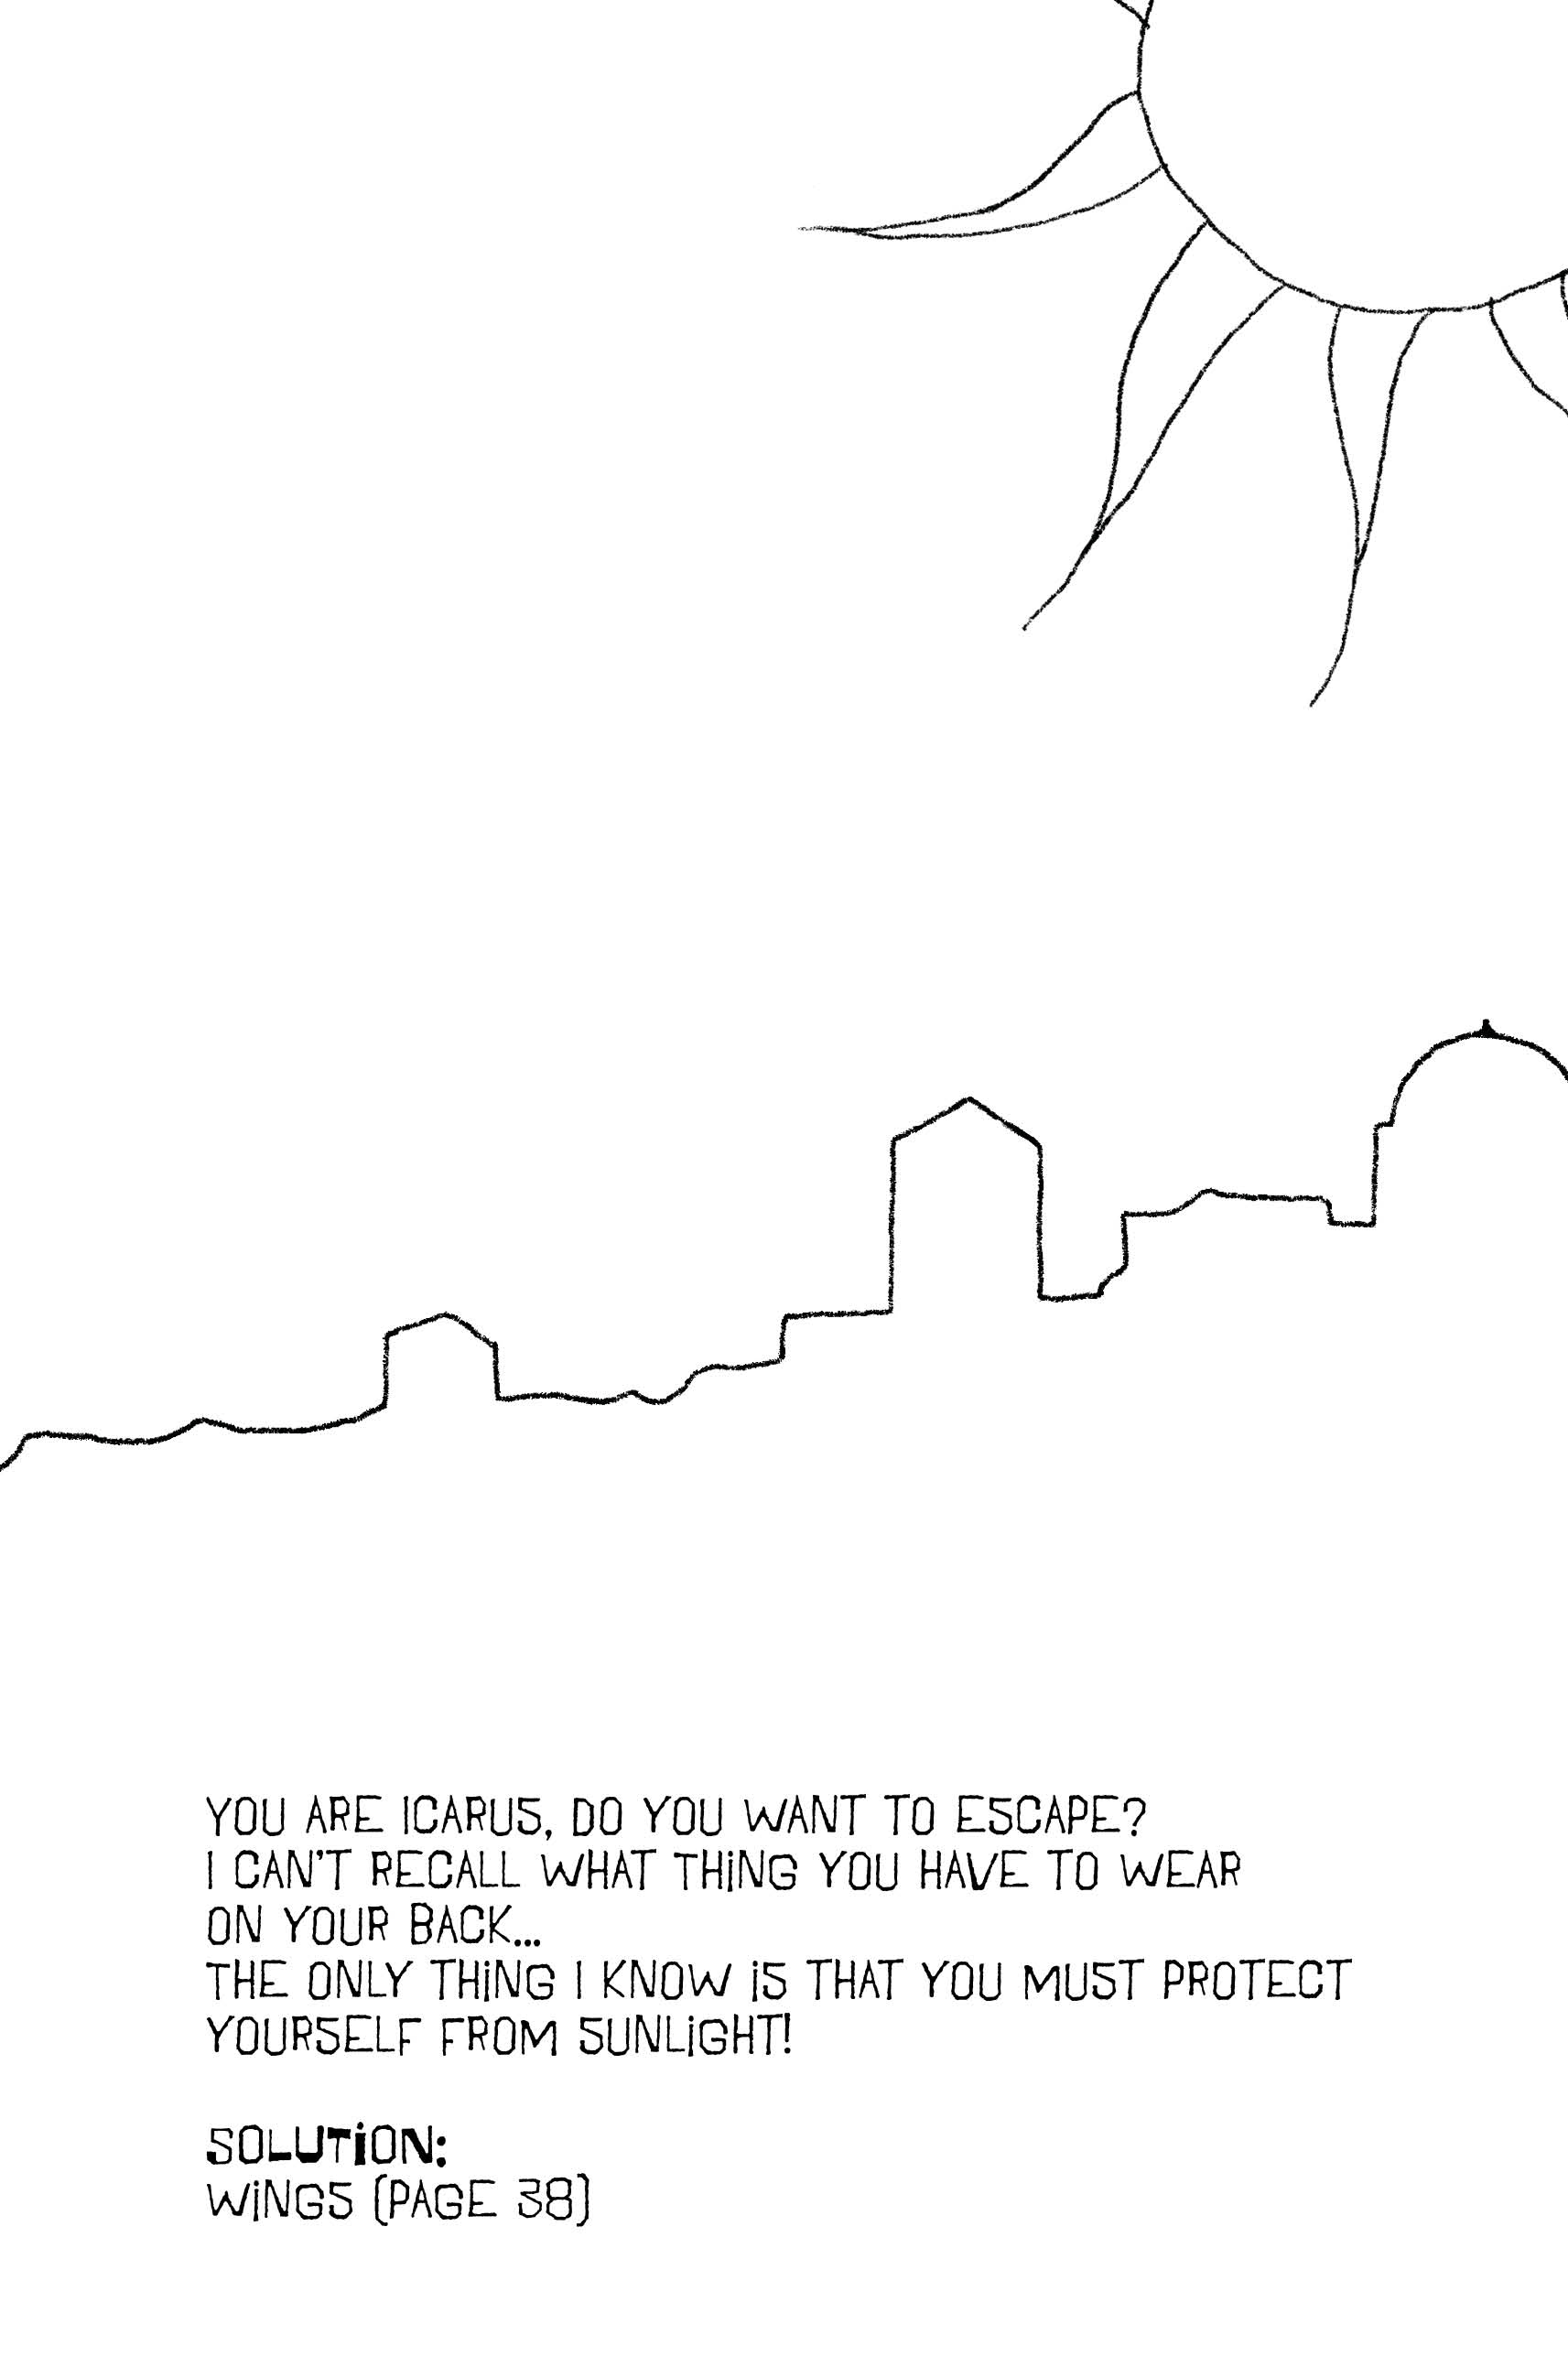 YOU ARE ICARUS, DO YOU WANT TO ESCAPE?
I CAN'T RECALL WHAT THING YOU HAVE TO WEAR
ON YOUR BACK...
THE ONLY THING I KNOW IS THAT YOU MUST PROTECT
YOURSELF FROM SUNLIGHT!
SOLUTION:
WINGS (PAGE 38)